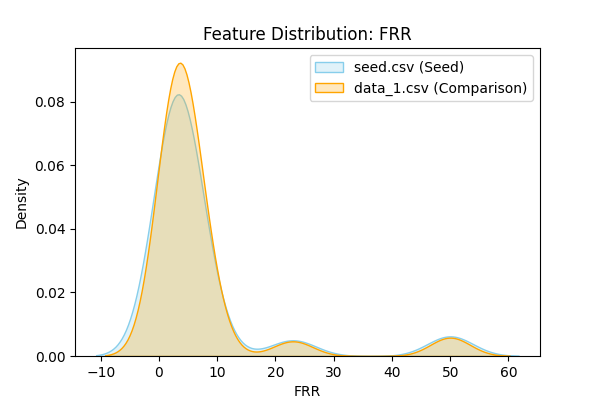 Feature Distribution: FRR
seed.csv (Seed)
data_1.csv (Comparison)
Density
0.08
0.06
0.04
0.02
0.00
−10 0 10 20 30 40 50 60
FRR